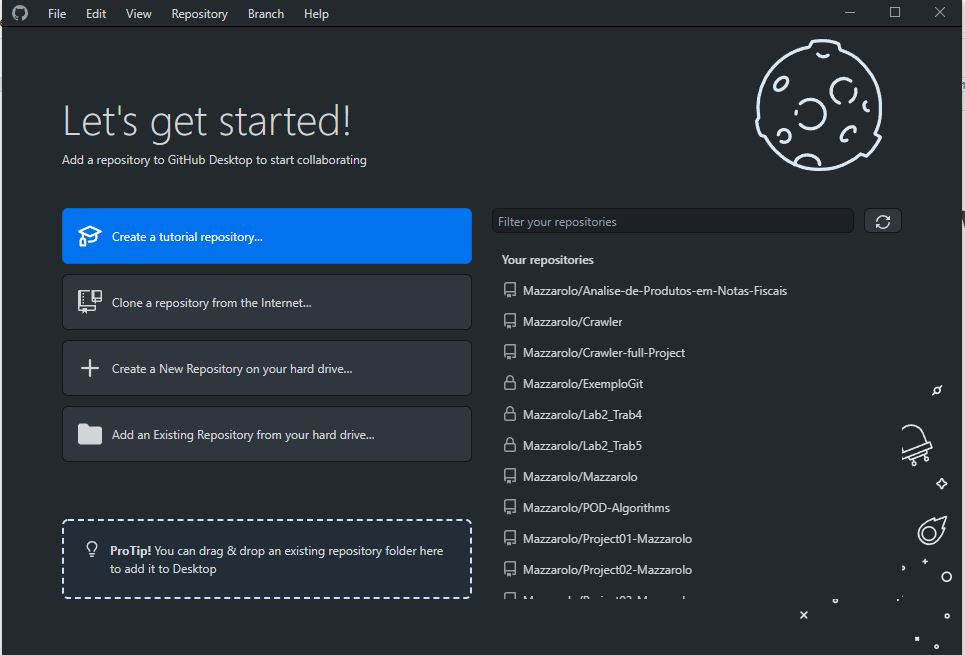 File Edit View Repository Branch Help
Let's get started!
Add a repository to GitHub Desktop to start collaborating
Create a tutorial repository...
Clone a repository from the Internet...
Create a New Repository on your hard drive...
Add an Existing Repository from your hard drive...
ProTip! You can drag & drop an existing repository folder here
to add it to Desktop
Filter your repositories
Your repositories
Mazzarolo/Analise-de-Produtos-em-Notas-Fiscais
Mazzarolo/Crawler
Mazzarolo/Crawler-full-Project
Mazzarolo/ExemploGit
Mazzarolo/Lab2_Trab4
Mazzarolo/Lab2_Trab5
Mazzarolo/Mazzarolo
Mazzarolo/POD-Algorithms
Mazzarolo/Project01-Mazzarolo
Mazzarolo/Project02-Mazzarolo